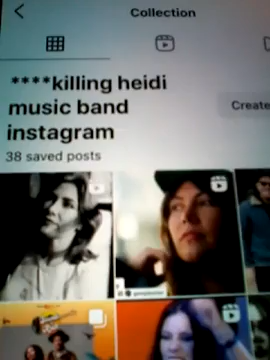 Collection
****killing heidi
music band
instagram
Create
38 saved posts